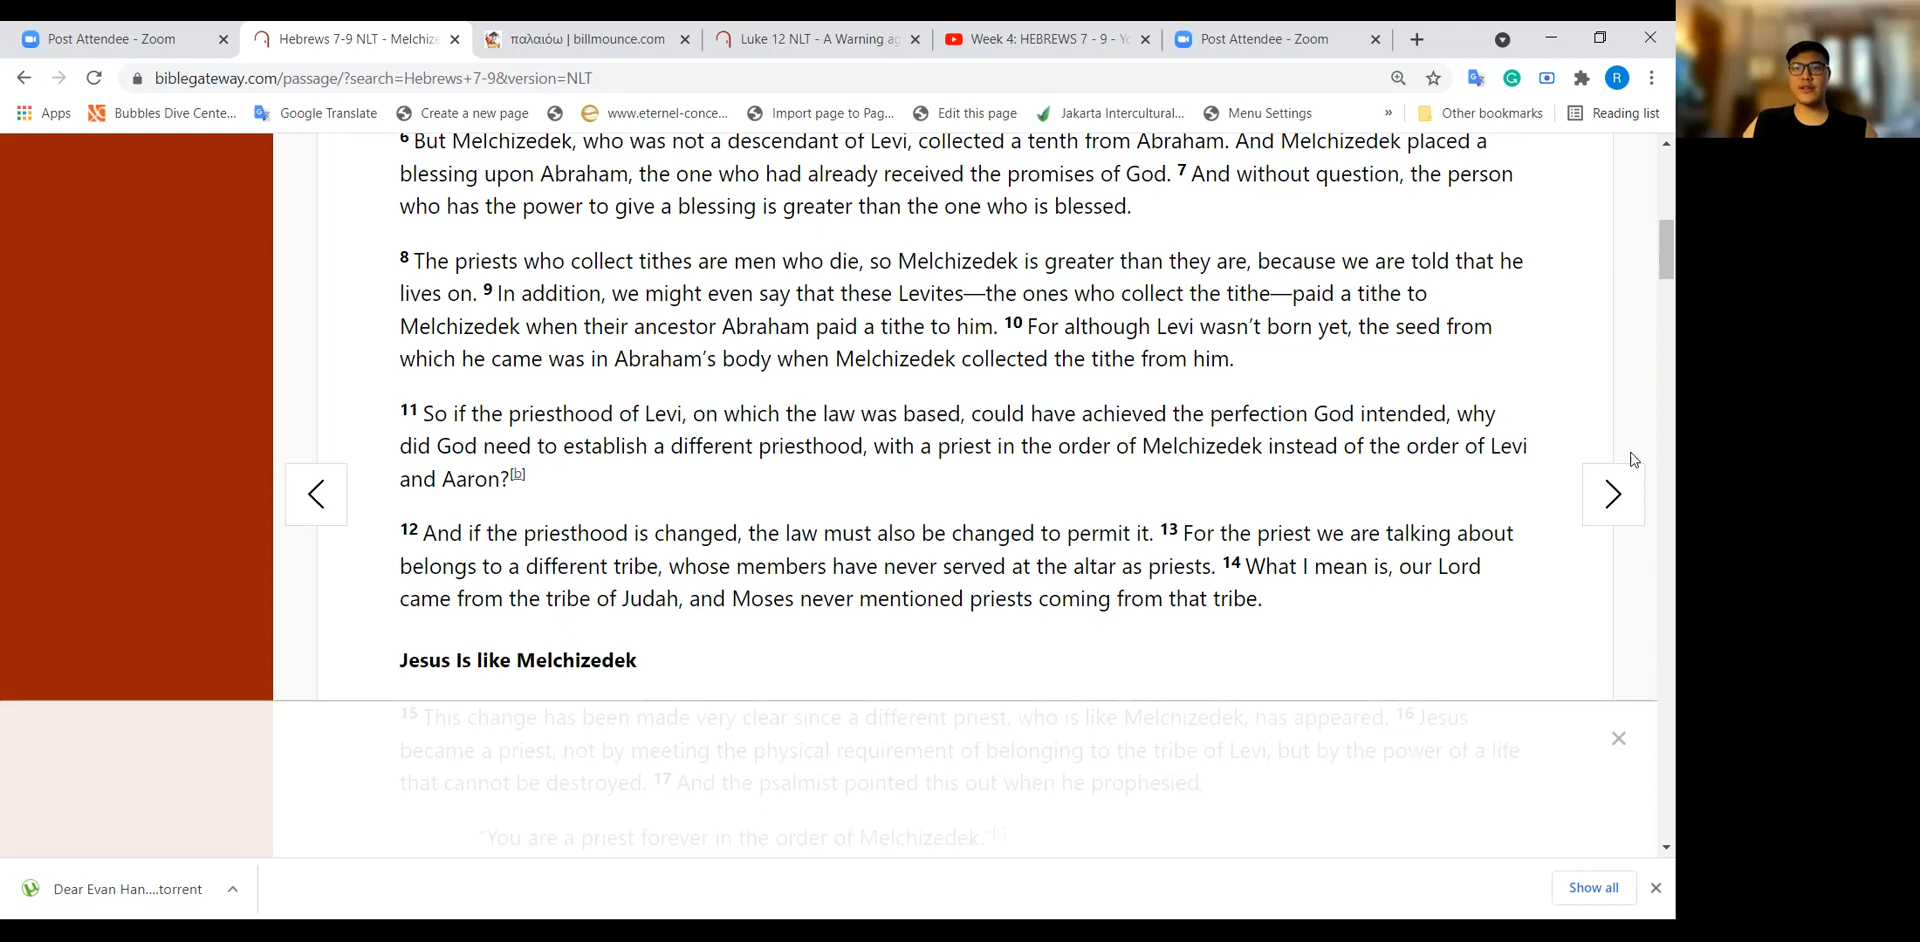 Post Attendee - Zoom
Hebrews 7-9 NLT - Melchize
παλαιόω | billmounce.com
Luke 12 NLT - A Warning ag
Week 4: HEBREWS 7 - 9 - Yo
Post Attendee - Zoom
biblegateway.com/passage/?search=Hebrews+7-9&version=NLT
R
Apps
Bubbles Dive Cente...
Google Translate
Create a new page
www.eternel-conce...
Import page to Pag...
Edit this page
Jakarta Intercultural...
Menu Settings
»
Other bookmarks
Reading list
6 But Melchizedek, who was not a descendant of Levi, collected a tenth from Abraham. And Melchizedek placed a
blessing upon Abraham, the one who had already received the promises of God. 7 And without question, the person
who has the power to give a blessing is greater than the one who is blessed.
8 The priests who collect tithes are men who die, so Melchizedek is greater than they are, because we are told that he
lives on. 9 In addition, we might even say that these Levites—the ones who collect the tithe—paid a tithe to
Melchizedek when their ancestor Abraham paid a tithe to him. 10 For although Levi wasn't born yet, the seed from
which he came was in Abraham's body when Melchizedek collected the tithe from him.
11 So if the priesthood of Levi, on which the law was based, could have achieved the perfection God intended, why
did God need to establish a different priesthood, with a priest in the order of Melchizedek instead of the order of Levi
and Aaron?[b]
12 And if the priesthood is changed, the law must also be changed to permit it. 13 For the priest we are talking about
belongs to a different tribe, whose members have never served at the altar as priests. 14 What I mean is, our Lord
came from the tribe of Judah, and Moses never mentioned priests coming from that tribe.
Jesus Is like Melchizedek
15 This change has been made very clear since a different priest, who is like Melchizedek, has appeared. 16 Jesus
became a priest, not by meeting the physical requirement of belonging to the tribe of Levi, but by the power of a life
that cannot be destroyed. 17 And the psalmist pointed this out when he prophesied,
"You are a priest forever in the order of Melchizedek."[c]
Dear Evan Han....torrent
Show all